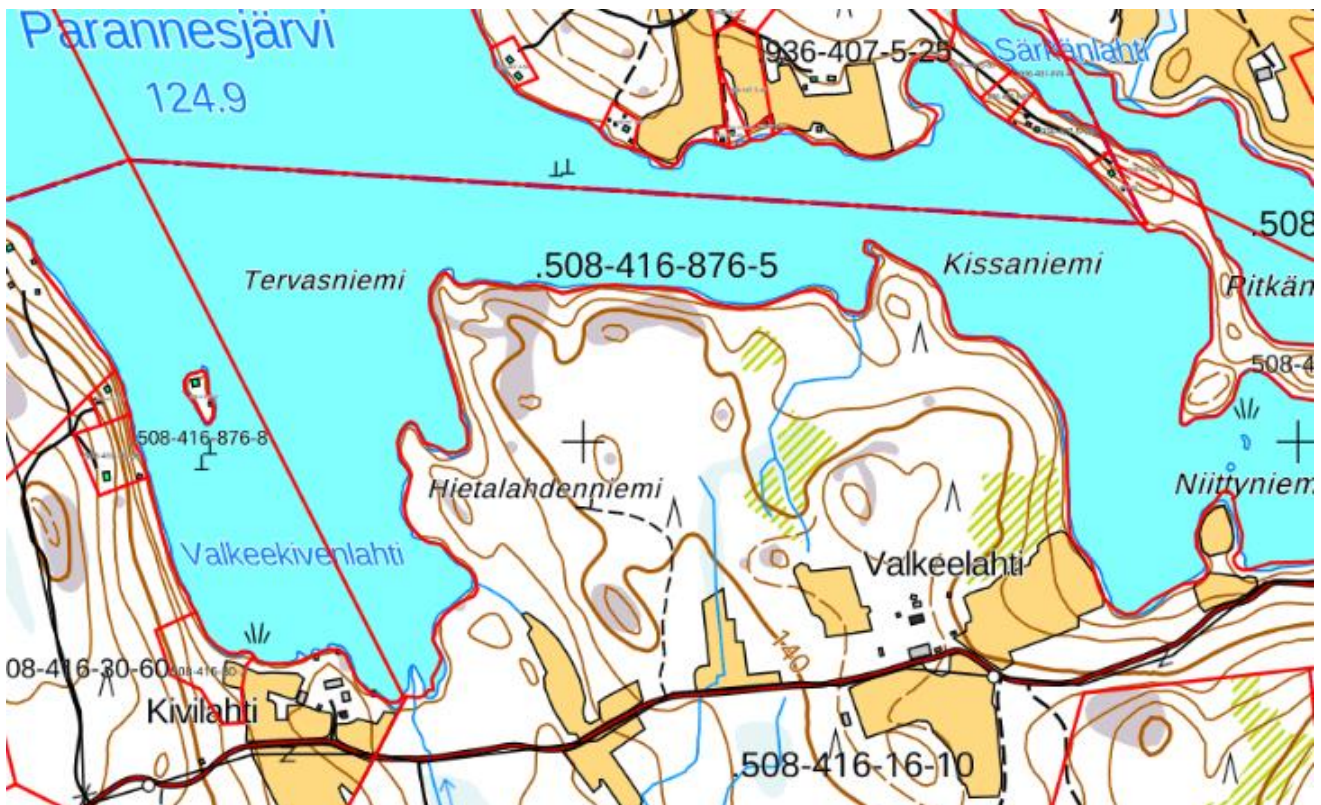 Parannesjärvi
124.9
936-407-5-25
Särkänlahti
.508
Tervasniemi
.508-416-876-5
Kissaniemi
Pitkän
508-4
508-416-876-8
Hietalahdenniemi
Niittyniem
Valkeekivenlahti
Valkeelahti
140
08-416-30-60
Kivilahti
.508-416-16-10